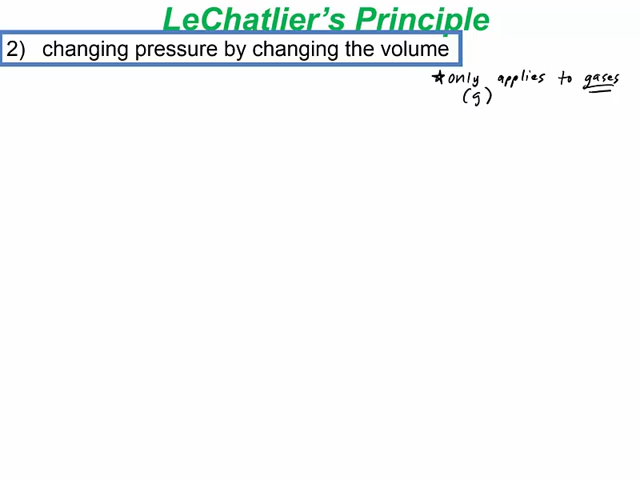 LeChatlier's Principle
2) changing pressure by changing the volume
★only applies to gases
(g)